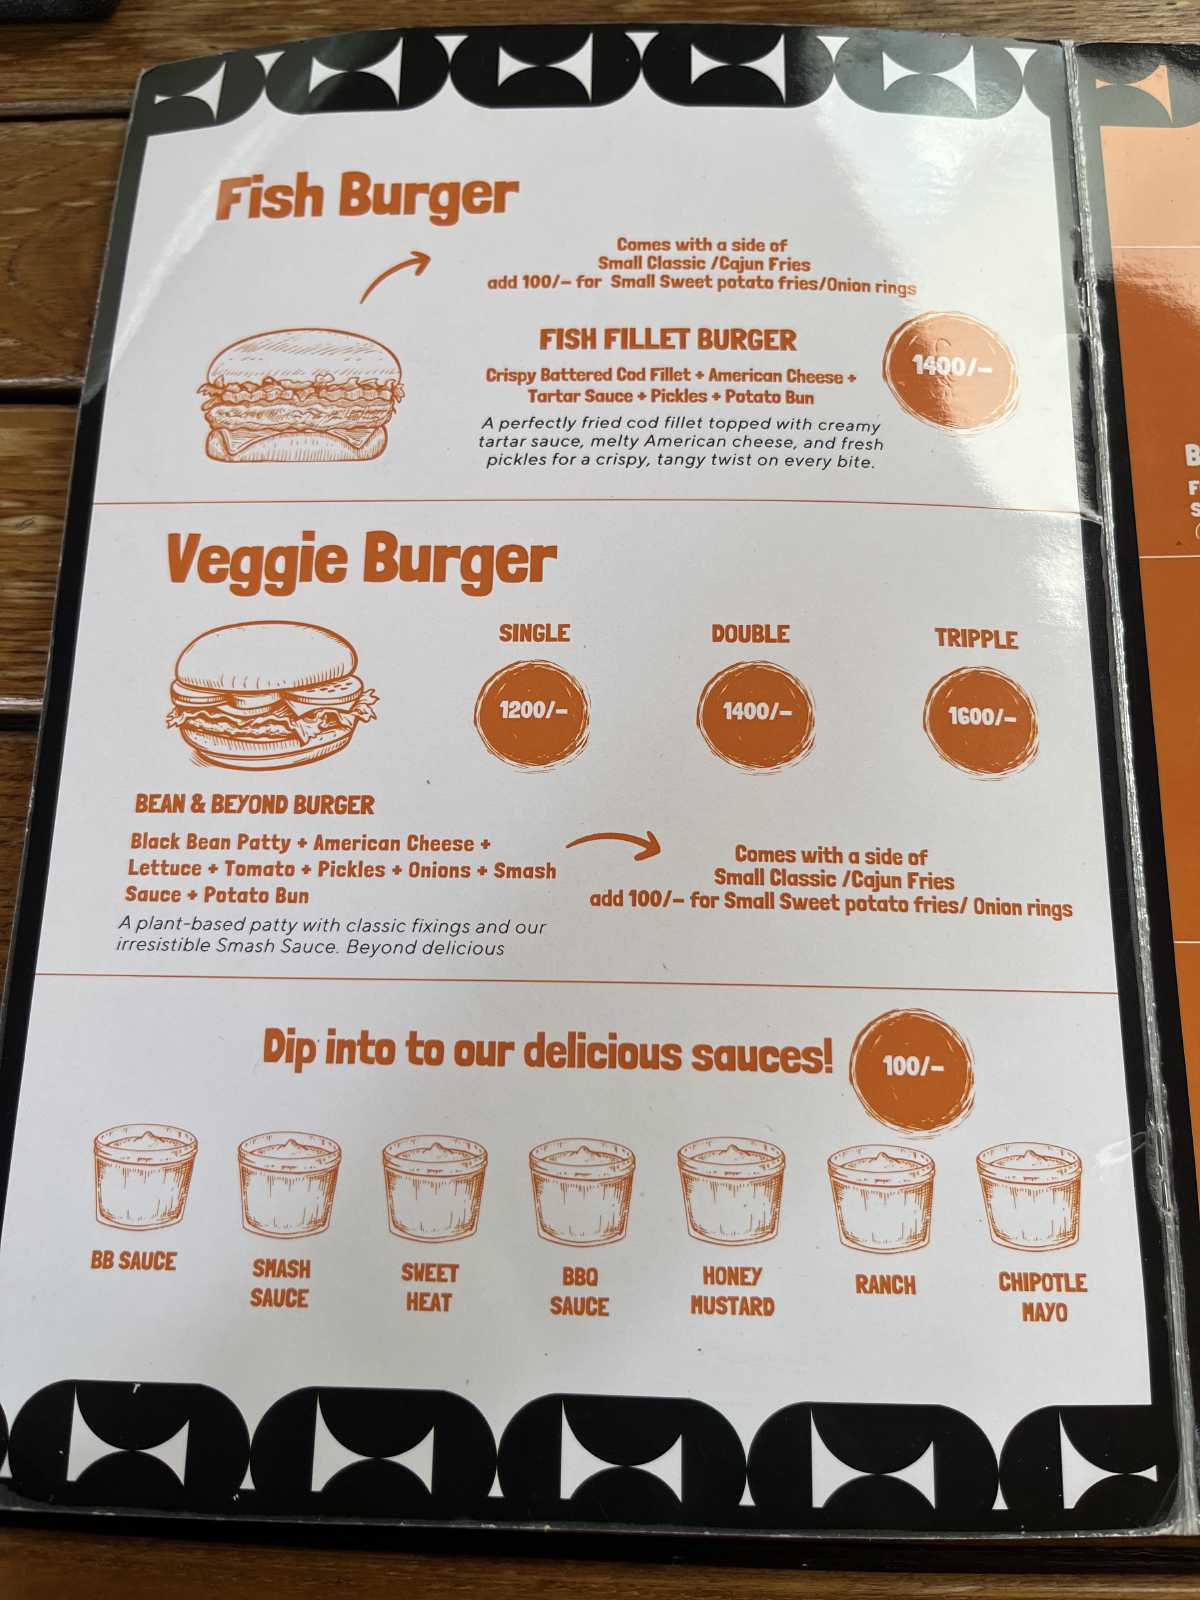 Fish Burger
Comes with a side of
Small Classic /Cajun Fries
add 100/- for Small Sweet potato fries/Onion rings
FISH FILLET BURGER
1400/-
Crispy Battered Cod Fillet + American Cheese +
Tartar Sauce + Pickles + Potato Bun
A perfectly fried cod fillet topped with creamy
tartar sauce, melty American cheese, and fresh
pickles for a crispy, tangy twist on every bite.
Veggie Burger
SINGLE
DOUBLE
TRIPPLE
1200/-
1400/-
1600/-
BEAN & BEYOND BURGER
Black Bean Patty + American Cheese +
Lettuce + Tomato + Pickles + Onions + Smash
Sauce + Potato Bun
A plant-based patty with classic fixings and our
irresistible Smash Sauce. Beyond delicious
Comes with a side of
Small Classic /Cajun Fries
add 100/- for Small Sweet potato fries/ Onion rings
Dip into to our delicious sauces!
100/-
BB SAUCE
SMASH
SAUCE
SWEET
HEAT
BBQ
SAUCE
HONEY
MUSTARD
RANCH
CHIPOTLE
MAYO